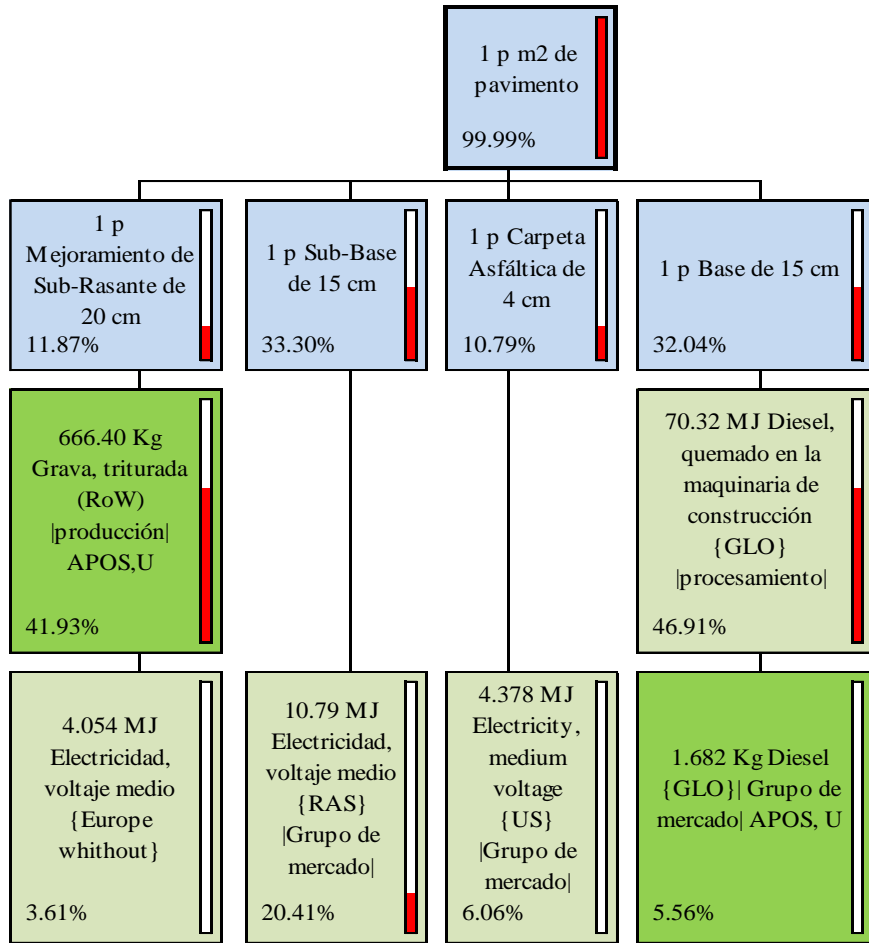 1 p m2 de
pavimento
99.99%
1 p
Mejoramiento de
Sub-Rasante de
20 cm
11.87%
1 p Sub-Base
de 15 cm
33.30%
1 p Carpeta
Asfáltica de
4 cm
10.79%
1 p Base de 15 cm
32.04%
666.40 Kg
Grava, triturada
(RoW)
|producción|
APOS,U
41.93%
70.32 MJ Diesel,
quemado en la
maquinaria de
construcción
{GLO}
|procesamiento|
46.91%
4.054 MJ
Electricidad,
voltaje medio
{Europe
whithout}
3.61%
10.79 MJ
Electricidad,
voltaje medio
{RAS}
|Grupo de
mercado|
20.41%
4.378 MJ
Electricity,
medium
voltage
{US}
|Grupo de
mercado|
6.06%
1.682 Kg Diesel
{GLO}| Grupo de
mercado| APOS, U
5.56%